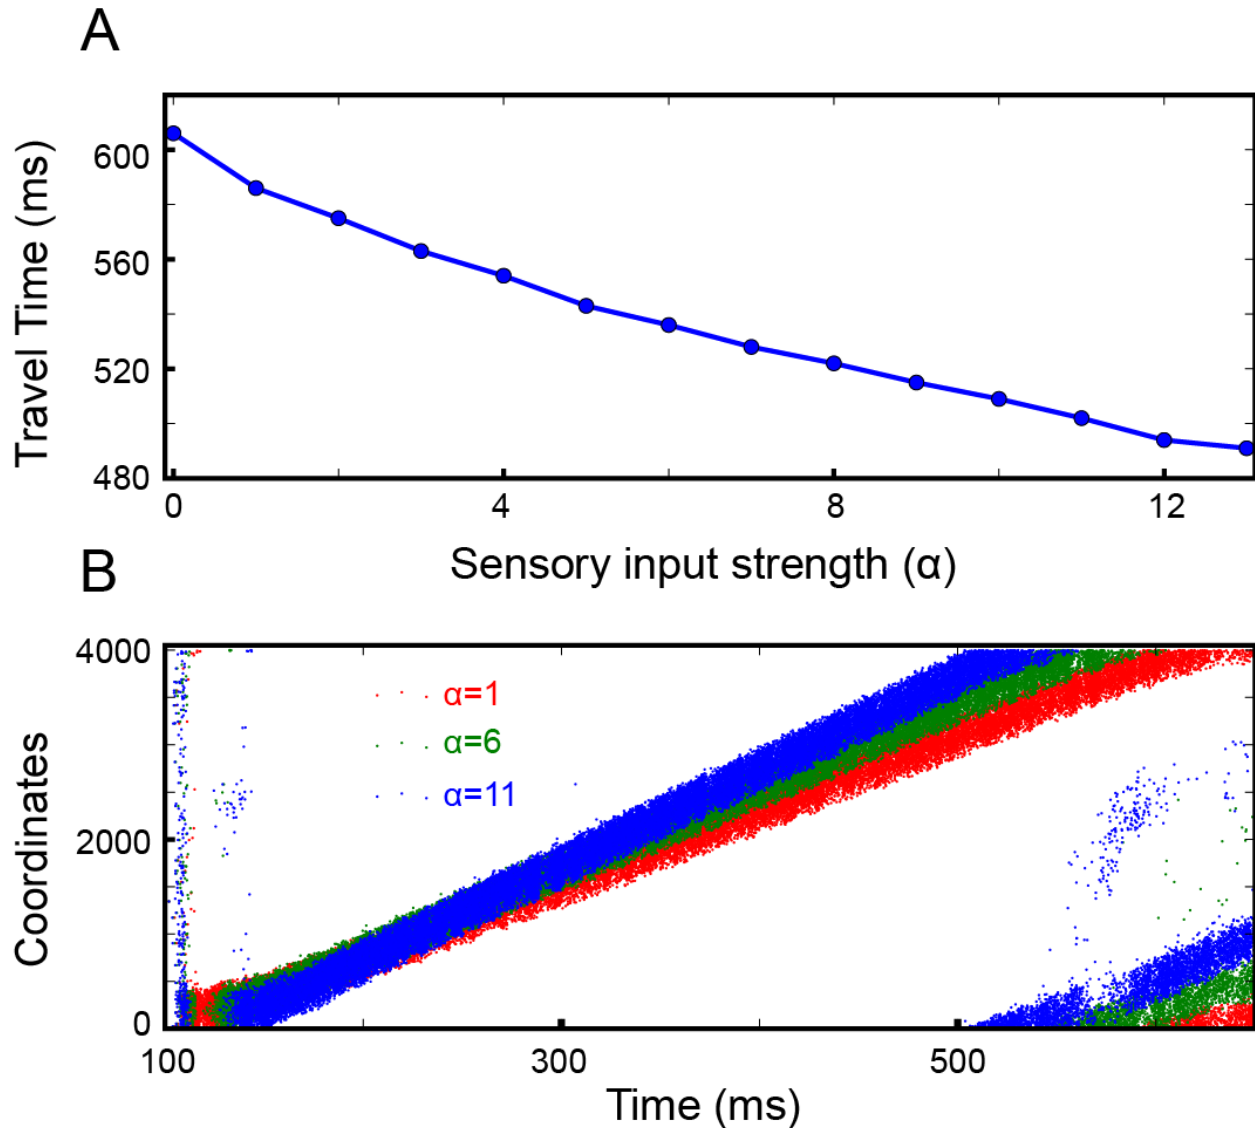 A
Travel Time (ms)
600
560
520
480
0 4 8 12
Sensory input strength (α)
B
Coordinates
4000
2000
0
α=1
α=6
α=11
100 300 500
Time (ms)